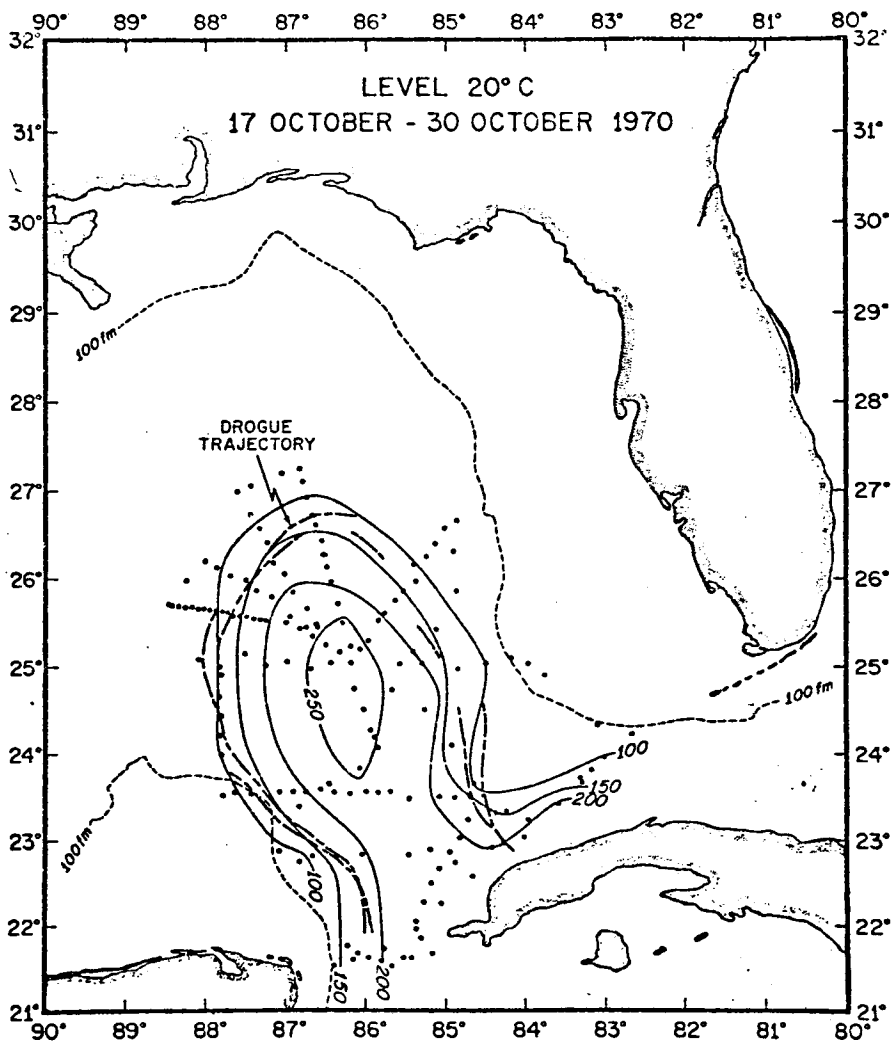 90° 89° 88° 87° 86° 85° 84° 83° 82° 81° 80°
32° 32°
LEVEL 20° C
17 OCTOBER - 30 OCTOBER 1970
31° 31°
30° 30°
29° 29°
100 fm
28° 28°
DROGUE
TRAJECTORY
27° 27°
26° 26°
25° 25°
250
100 fm
24° 24°
100
150
200
23° 23°
100 fm
100
22° 22°
150
200
21° 21°
90° 89° 88° 87° 86° 85° 84° 83° 82° 81° 80°